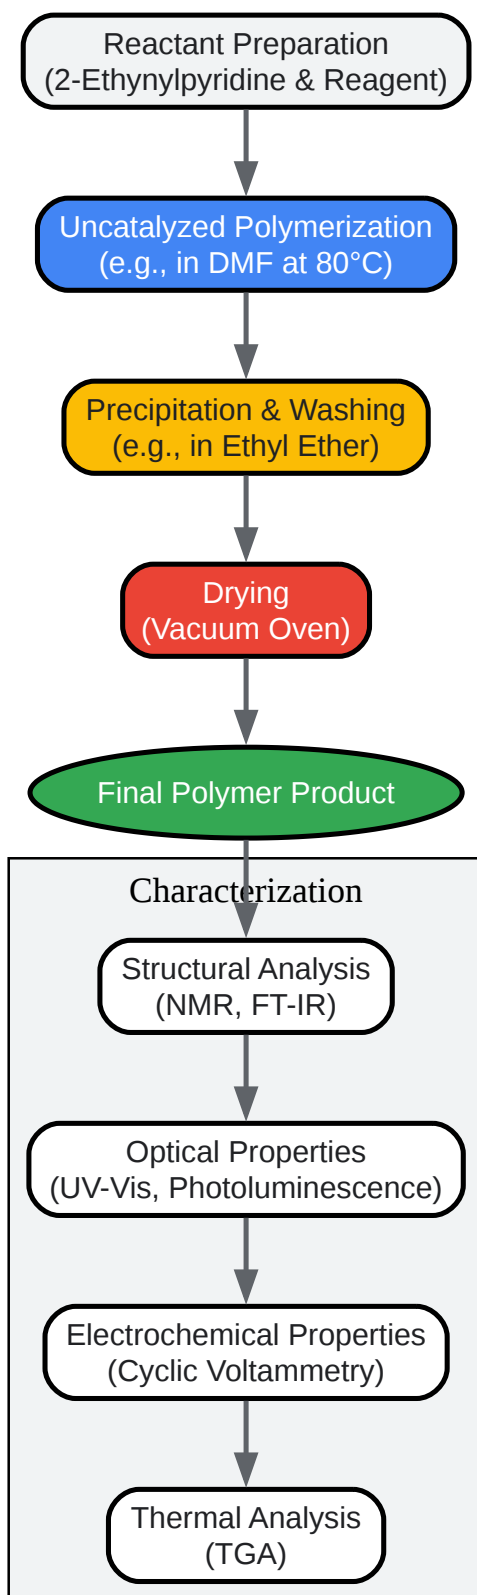 Reactant Preparation
(2-Ethynylpyridine & Reagent)
Uncatalyzed Polymerization
(e.g., in DMF at 80°C)
Precipitation & Washing
(e.g., in Ethyl Ether)
Drying
(Vacuum Oven)
Final Polymer Product
Characterization
Structural Analysis
(NMR, FT-IR)
Optical Properties
(UV-Vis, Photoluminescence)
Electrochemical Properties
(Cyclic Voltammetry)
Thermal Analysis
(TGA)